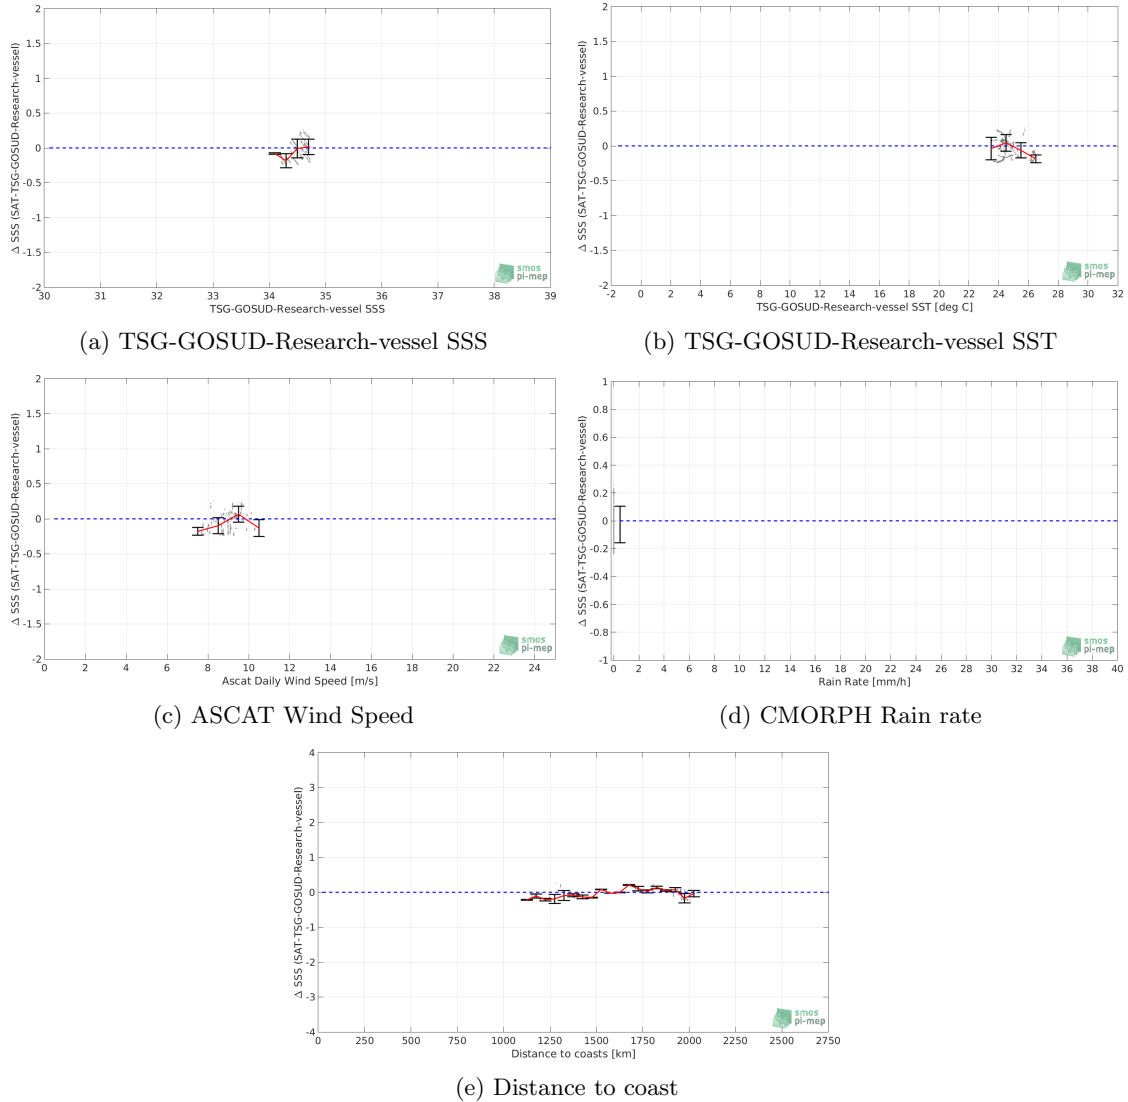 2
1.5
1
0.5
0
-0.5
-1
-1.5
-2
Δ SSS (SAT-TSG-GOSUD-Research-vessel)
30 31 32 33 34 35 36 37 38 39
TSG-GOSUD-Research-vessel SSS
smos
pi-mep
(a) TSG-GOSUD-Research-vessel SSS
2
1.5
1
0.5
0
-0.5
-1
-1.5
-2
Δ SSS (SAT-TSG-GOSUD-Research-vessel)
-2 0 2 4 6 8 10 12 14 16 18 20 22 24 26 28 30 32
TSG-GOSUD-Research-vessel SST [deg C]
smos
pi-mep
(b) TSG-GOSUD-Research-vessel SST
2
1.5
1
0.5
0
-0.5
-1
-1.5
-2
Δ SSS (SAT-TSG-GOSUD-Research-vessel)
0 2 4 6 8 10 12 14 16 18 20 22 24
Ascat Daily Wind Speed [m/s]
smos
pi-mep
(c) ASCAT Wind Speed
1
0.8
0.6
0.4
0.2
0
-0.2
-0.4
-0.6
-0.8
-1
Δ SSS (SAT-TSG-GOSUD-Research-vessel)
0 2 4 6 8 10 12 14 16 18 20 22 24 26 28 30 32 34 36 38 40
Rain Rate [mm/h]
smos
pi-mep
(d) CMORPH Rain rate
4
3
2
1
0
-1
-2
-3
-4
Δ SSS (SAT-TSG-GOSUD-Research-vessel)
0 250 500 750 1000 1250 1500 1750 2000 2250 2500 2750
Distance to coasts [km]
smos
pi-mep
(e) Distance to coast